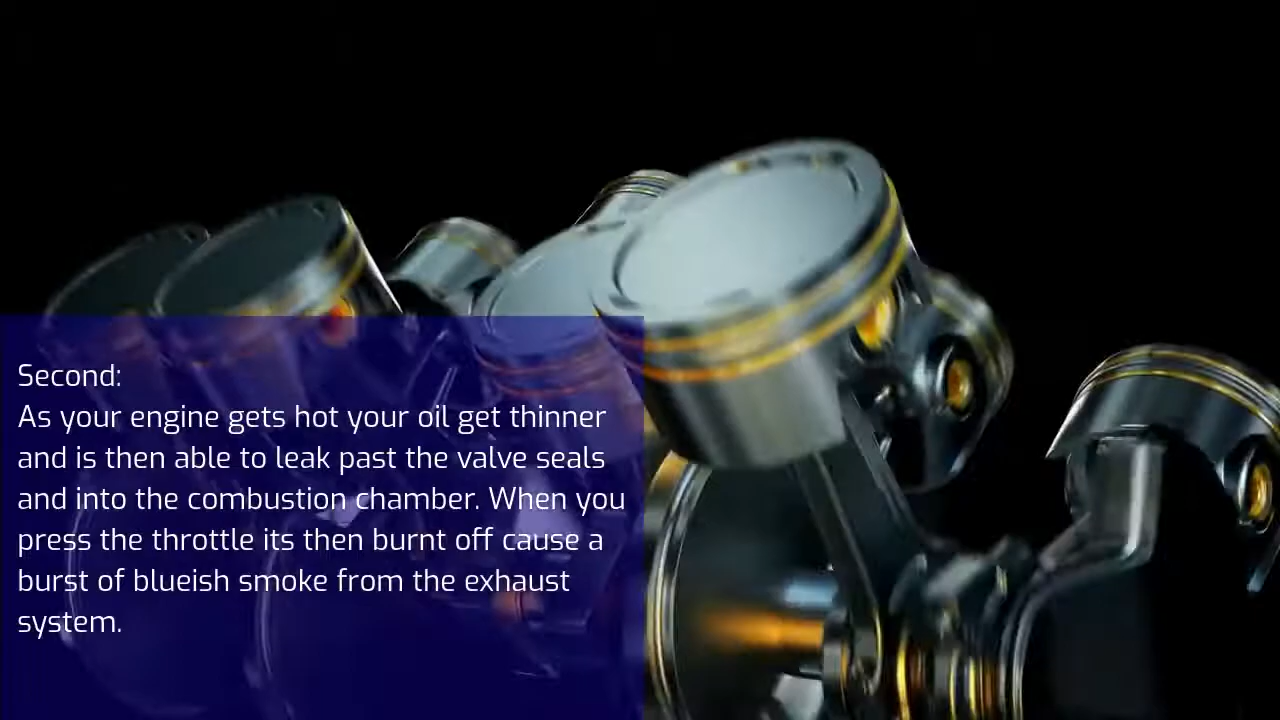 Second:
As your engine gets hot your oil get thinner
and is then able to leak past the valve seals
and into the combustion chamber. When you
press the throttle its then burnt off cause a
burst of blueish smoke from the exhaust
system.